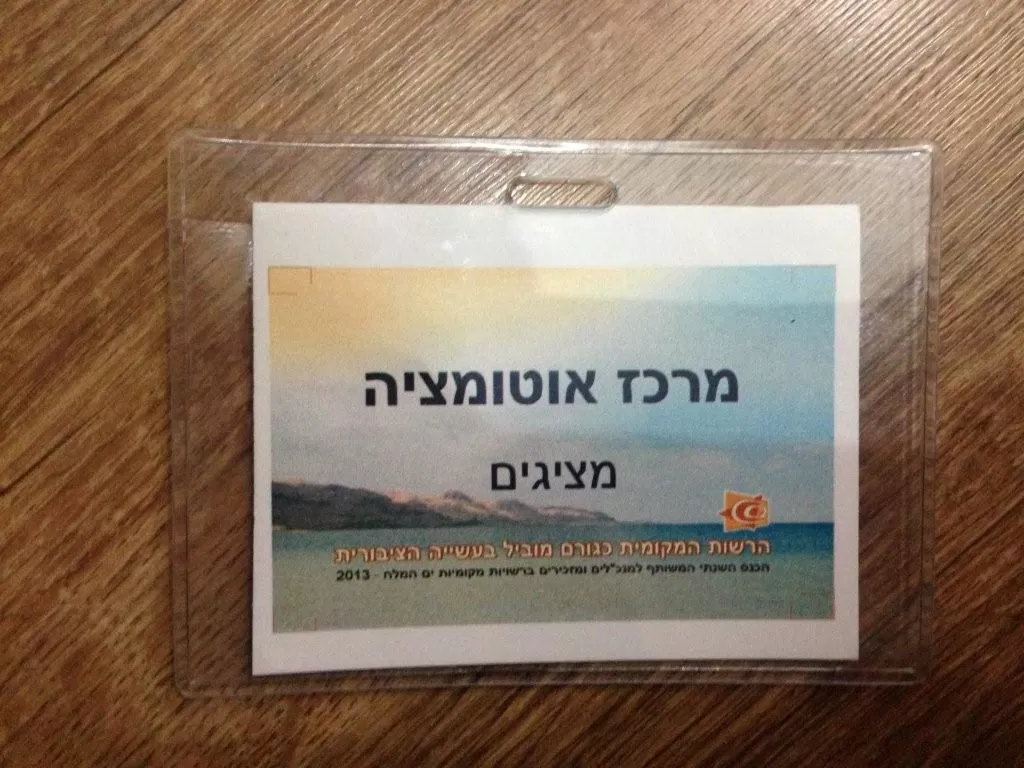 מרכז אוטומציה
מציגים
הרשות המקומית כגורם מוביל בעשייה הציבורית
הכנס השנתי המשותף למנכ"לים ומזכירים ברשויות מקומיות ים המלח - 2013